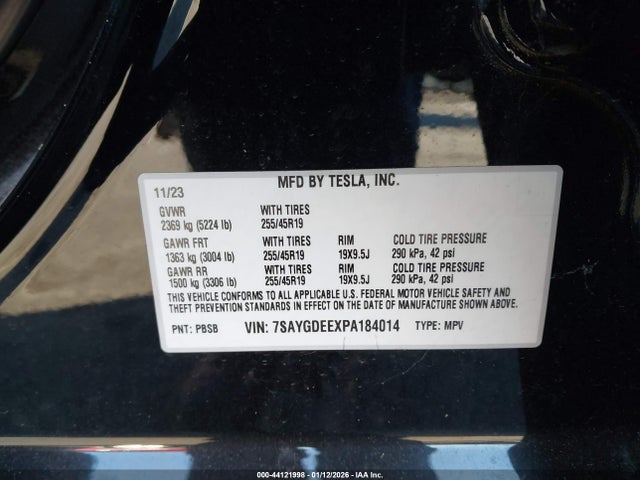 MFD BY TESLA, INC.
11/23
GVWR WITH TIRES
2369 kg (5224 lb) 255/45R19
GAWR FRT WITH TIRES RIM COLD TIRE PRESSURE
1363 kg (3004 lb) 255/45R19 19X9.5J 290 kPa, 42 psi
GAWR RR WITH TIRES RIM COLD TIRE PRESSURE
1500 kg (3306 lb) 255/45R19 19X9.5J 290 kPa, 42 psi
THIS VEHICLE CONFORMS TO ALL APPLICABLE U.S. FEDERAL MOTOR VEHICLE SAFETY AND
THEFT PREVENTION STANDARDS IN EFFECT ON THE DATE OF MANUFACTURE SHOWN ABOVE.
PNT: PBSB VIN: 7SAYGDEEXPA184014 TYPE: MPV
000-44121998 - 01/12/2026 - IAA Inc.